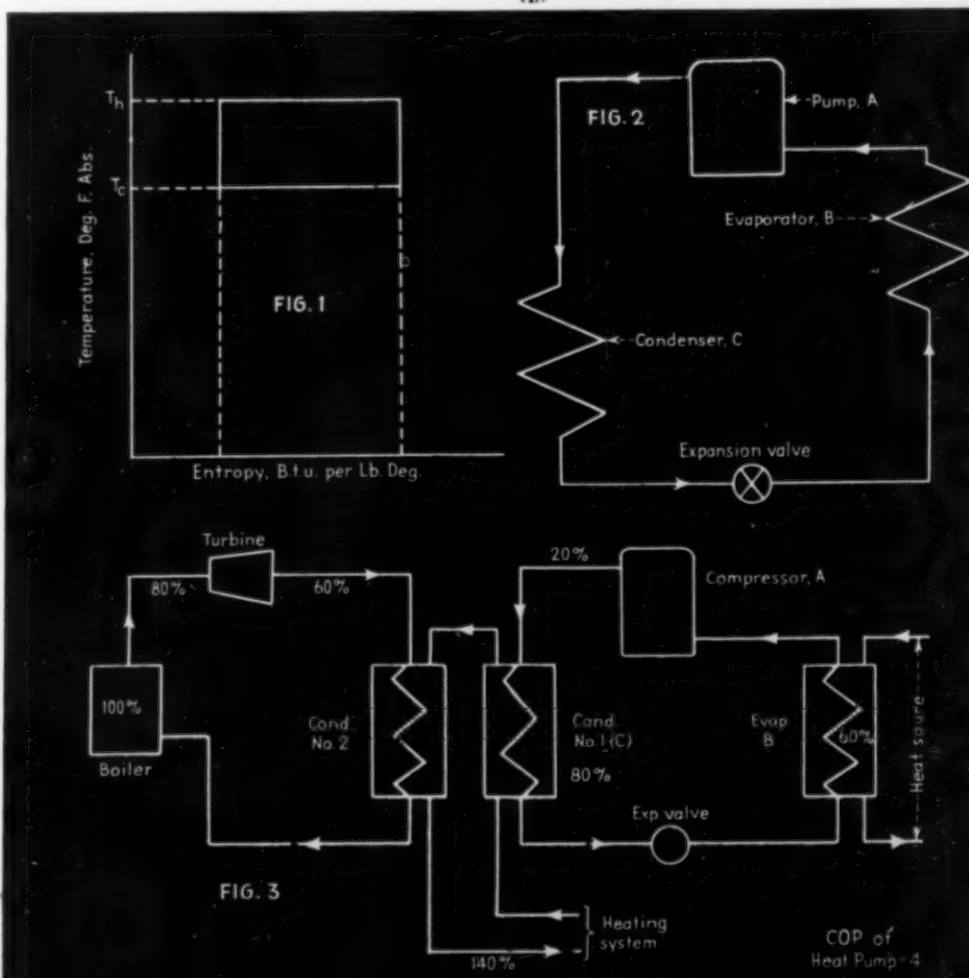 Temperature, Deg. F. Abs.
Th
Tc
FIG. 1
Entropy, B.t.u. per Lb. Deg.
FIG. 2
Pump, A
Evaporator, B
Condenser, C
Expansion valve
Turbine
80%
60%
100%
Boiler
Cond.
No. 2
20%
Compressor, A
Cond.
No. 1 (C)
80%
Evap
B
60%
Heat soure
Exp valve
FIG. 3
Heating
system
140%
COP of
Heat Pump=4